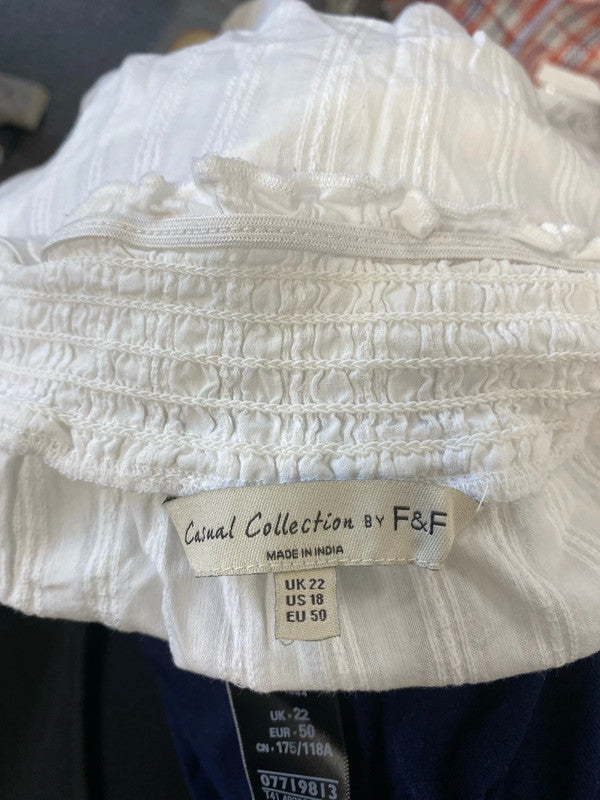 Casual Collection BY F&F
MADE IN INDIA
UK 22
US 18
EU 50
UK · 22
EUR · 50
CN · 175/118A
07719813